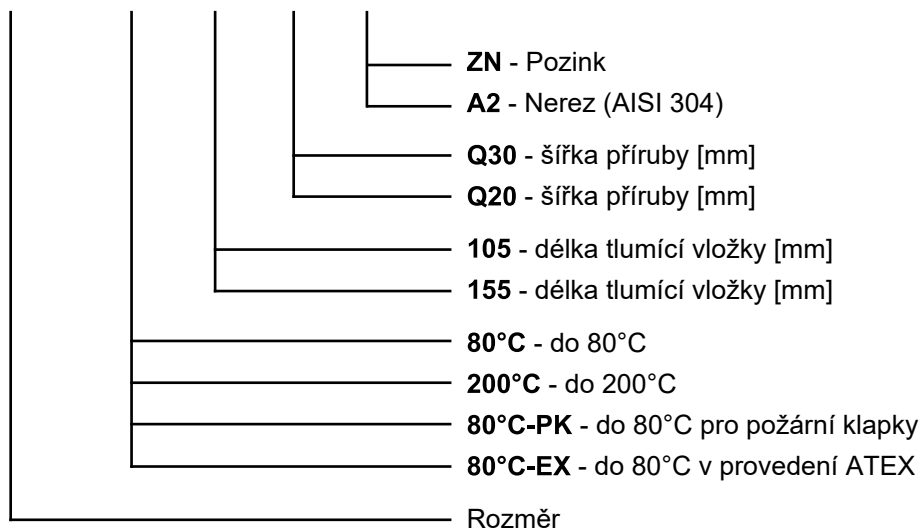 ZN - Pozink
A2 - Nerez (AISI 304)
Q30 - šířka příruby [mm]
Q20 - šířka příruby [mm]
105 - délka tlumící vložky [mm]
155 - délka tlumící vložky [mm]
80°C - do 80°C
200°C - do 200°C
80°C-PK - do 80°C pro požární klapky
80°C-EX - do 80°C v provedení ATEX
Rozměr